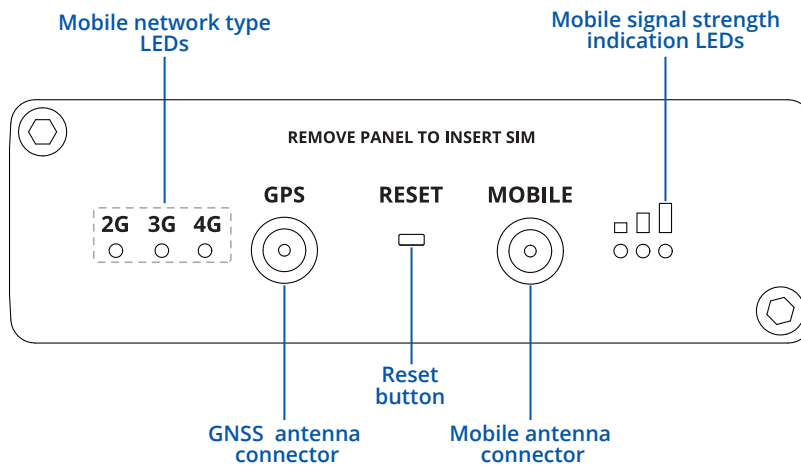 Mobile network type
LEDs
Mobile signal strength
indication LEDs
REMOVE PANEL TO INSERT SIM
GPS
RESET
MOBILE
2G 3G 4G
Reset
button
GNSS antenna
connector
Mobile antenna
connector